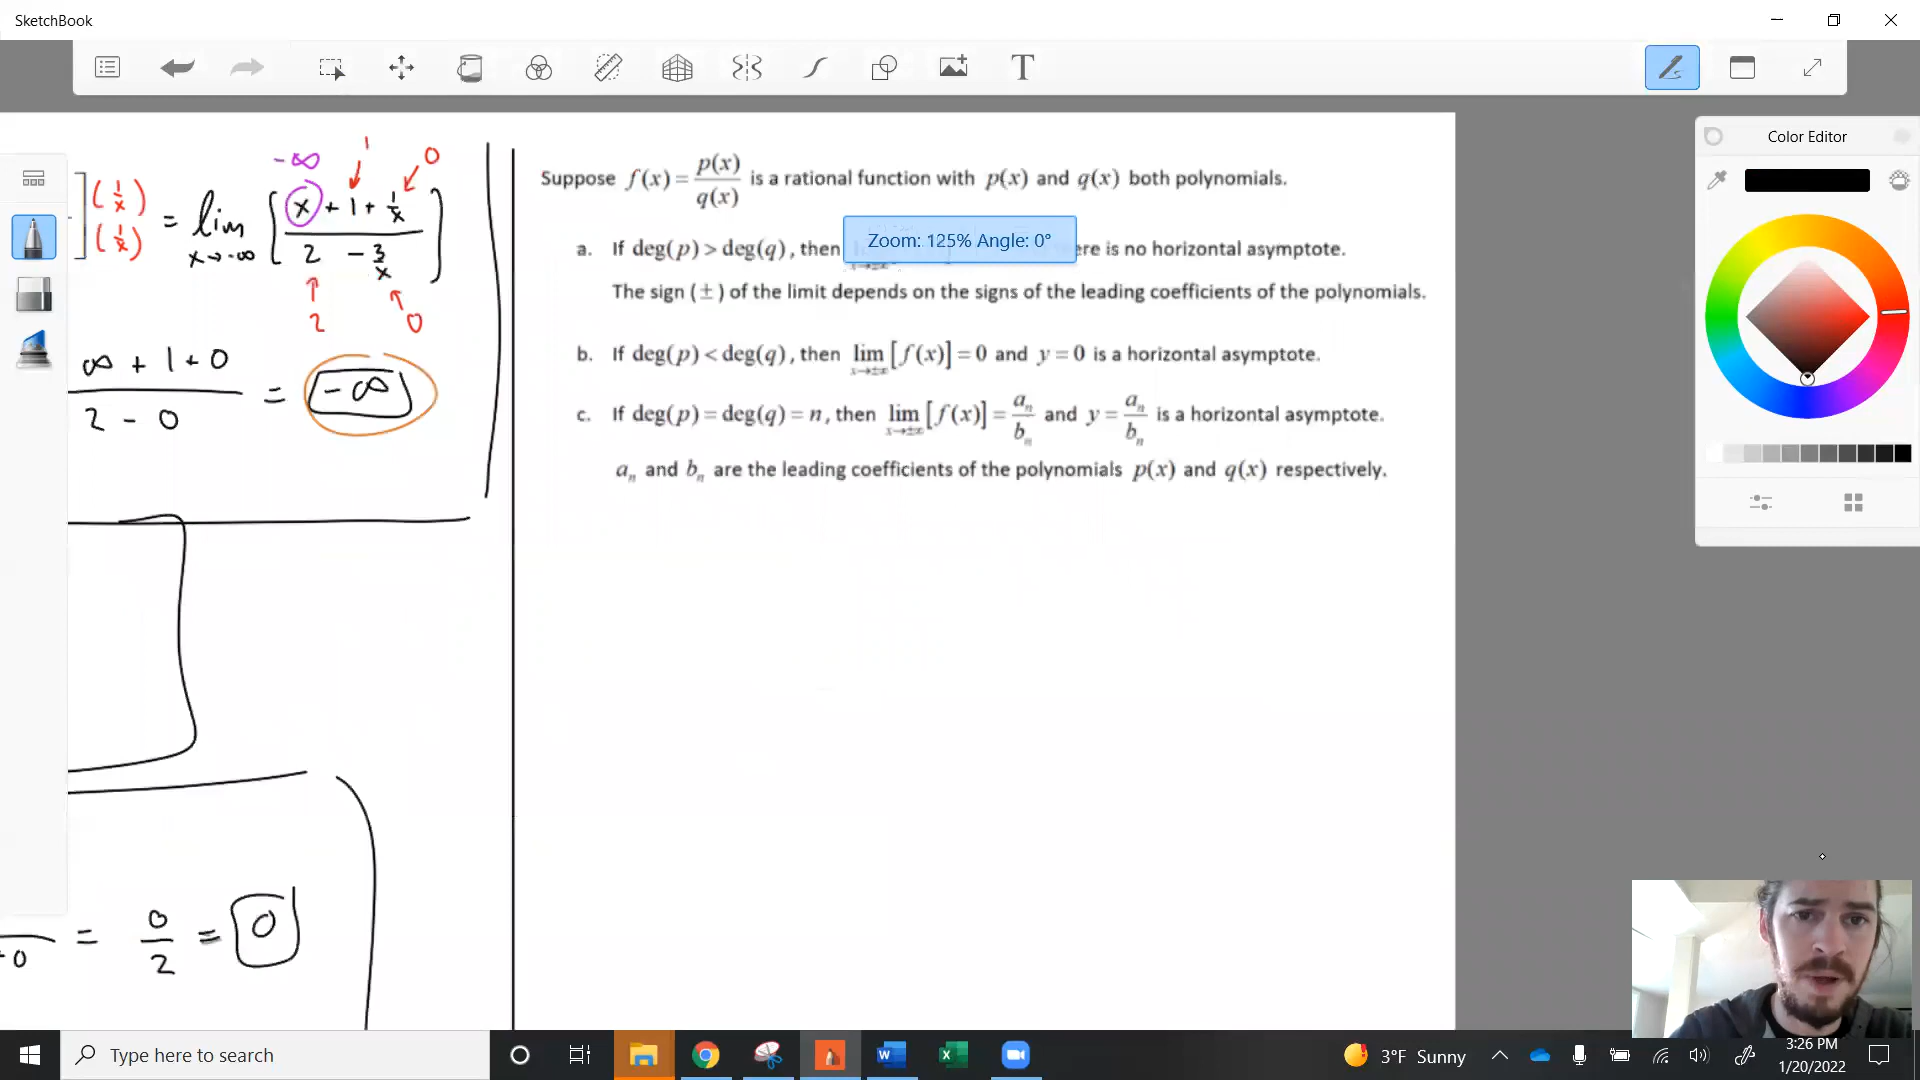 SketchBook
Color Editor
-∞ 1 0
](1/x) = lim [x + 1 + 1/x
(1/x) x→-∞ 2 - 3/x]
2 0
∞ + 1 + 0
2 - 0
= -∞
+0
= 0/2 = 0
Suppose f(x) = p(x)/q(x) is a rational function with p(x) and q(x) both polynomials.
Zoom: 125% Angle: 0°
a. If deg(p) > deg(q), then ere is no horizontal asymptote.
The sign (±) of the limit depends on the signs of the leading coefficients of the polynomials.
b. If deg(p) < deg(q), then lim x→±∞ [f(x)] = 0 and y = 0 is a horizontal asymptote.
c. If deg(p) = deg(q) = n, then lim x→±∞ [f(x)] = aₙ/bₙ and y = aₙ/bₙ is a horizontal asymptote.
aₙ and bₙ are the leading coefficients of the polynomials p(x) and q(x) respectively.
Type here to search
3°F Sunny
3:26 PM
1/20/2022